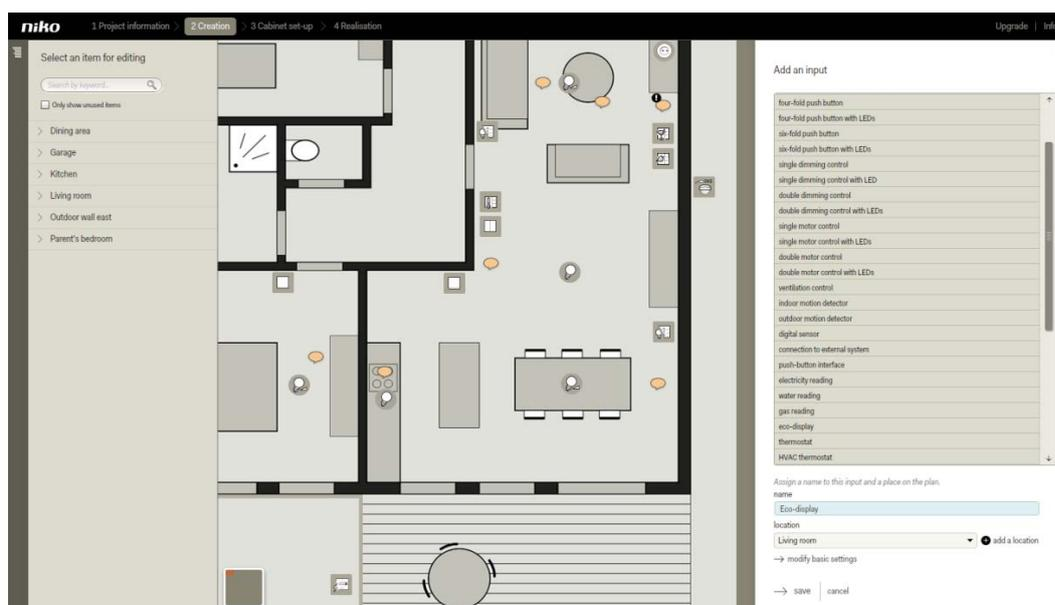 niko
1 Project information
2 Creation
3 Cabinet set-up
4 Realisation
Upgrade
Select an item for editing
Search by keyword...
Only show unused items
Dining area
Garage
Kitchen
Living room
Outdoor wall east
Parent's bedroom
Add an input
four-fold push button
four-fold push button with LEDs
six-fold push button
six-fold push button with LEDs
single dimming control
single dimming control with LED
double dimming control
double dimming control with LEDs
single motor control
single motor control with LEDs
double motor control
double motor control with LEDs
ventilation control
indoor motion detector
outdoor motion detector
digital sensor
connection to external system
push-button interface
electricity reading
water reading
gas reading
eco-display
thermostat
HVAC thermostat
Assign a name to this input and a place on the plan.
name
Eco-display
location
Living room
add a location
modify basic settings
save
cancel